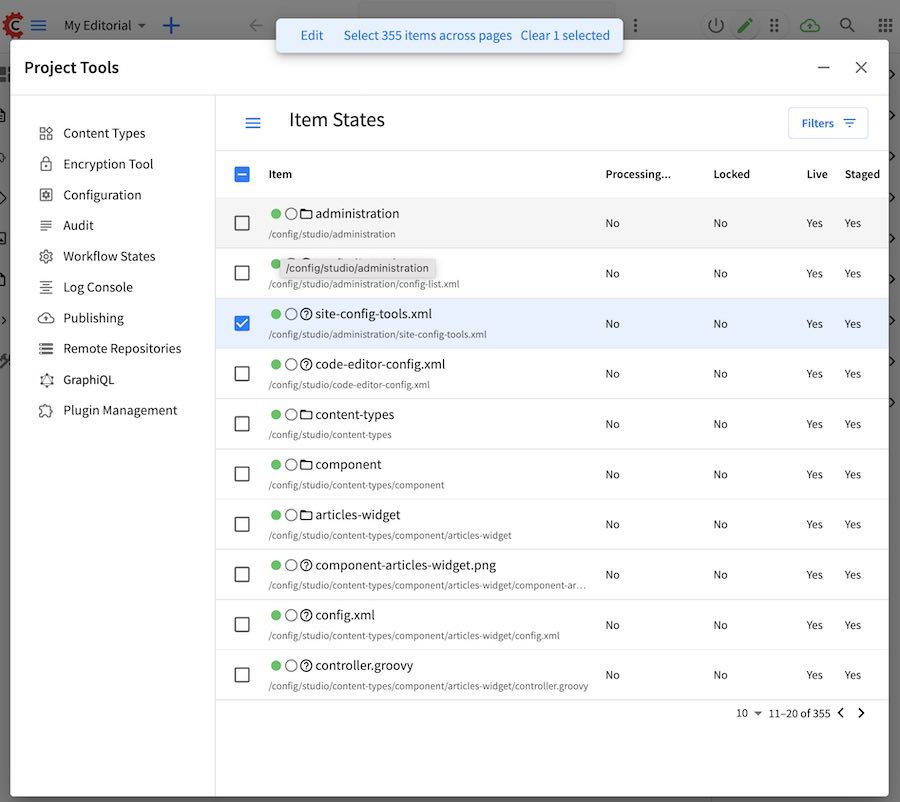 My Editorial
Edit Select 355 items across pages Clear 1 selected
Project Tools
Content Types
Encryption Tool
Configuration
Audit
Workflow States
Log Console
Publishing
Remote Repositories
GraphiQL
Plugin Management
Item States
Filters
Item Processing... Locked Live Staged
administration
/config/studio/administration
No No Yes Yes
/config/studio/administration
/config/studio/administration/config-list.xml
No No Yes Yes
site-config-tools.xml
/config/studio/administration/site-config-tools.xml
No No Yes Yes
code-editor-config.xml
/config/studio/code-editor-config.xml
No No Yes Yes
content-types
/config/studio/content-types
No No Yes Yes
component
/config/studio/content-types/component
No No Yes Yes
articles-widget
/config/studio/content-types/component/articles-widget
No No Yes Yes
component-articles-widget.png
/config/studio/content-types/component/articles-widget/component-ar...
No No Yes Yes
config.xml
/config/studio/content-types/component/articles-widget/config.xml
No No Yes Yes
controller.groovy
/config/studio/content-types/component/articles-widget/controller.groovy
No No Yes Yes
10 11–20 of 355